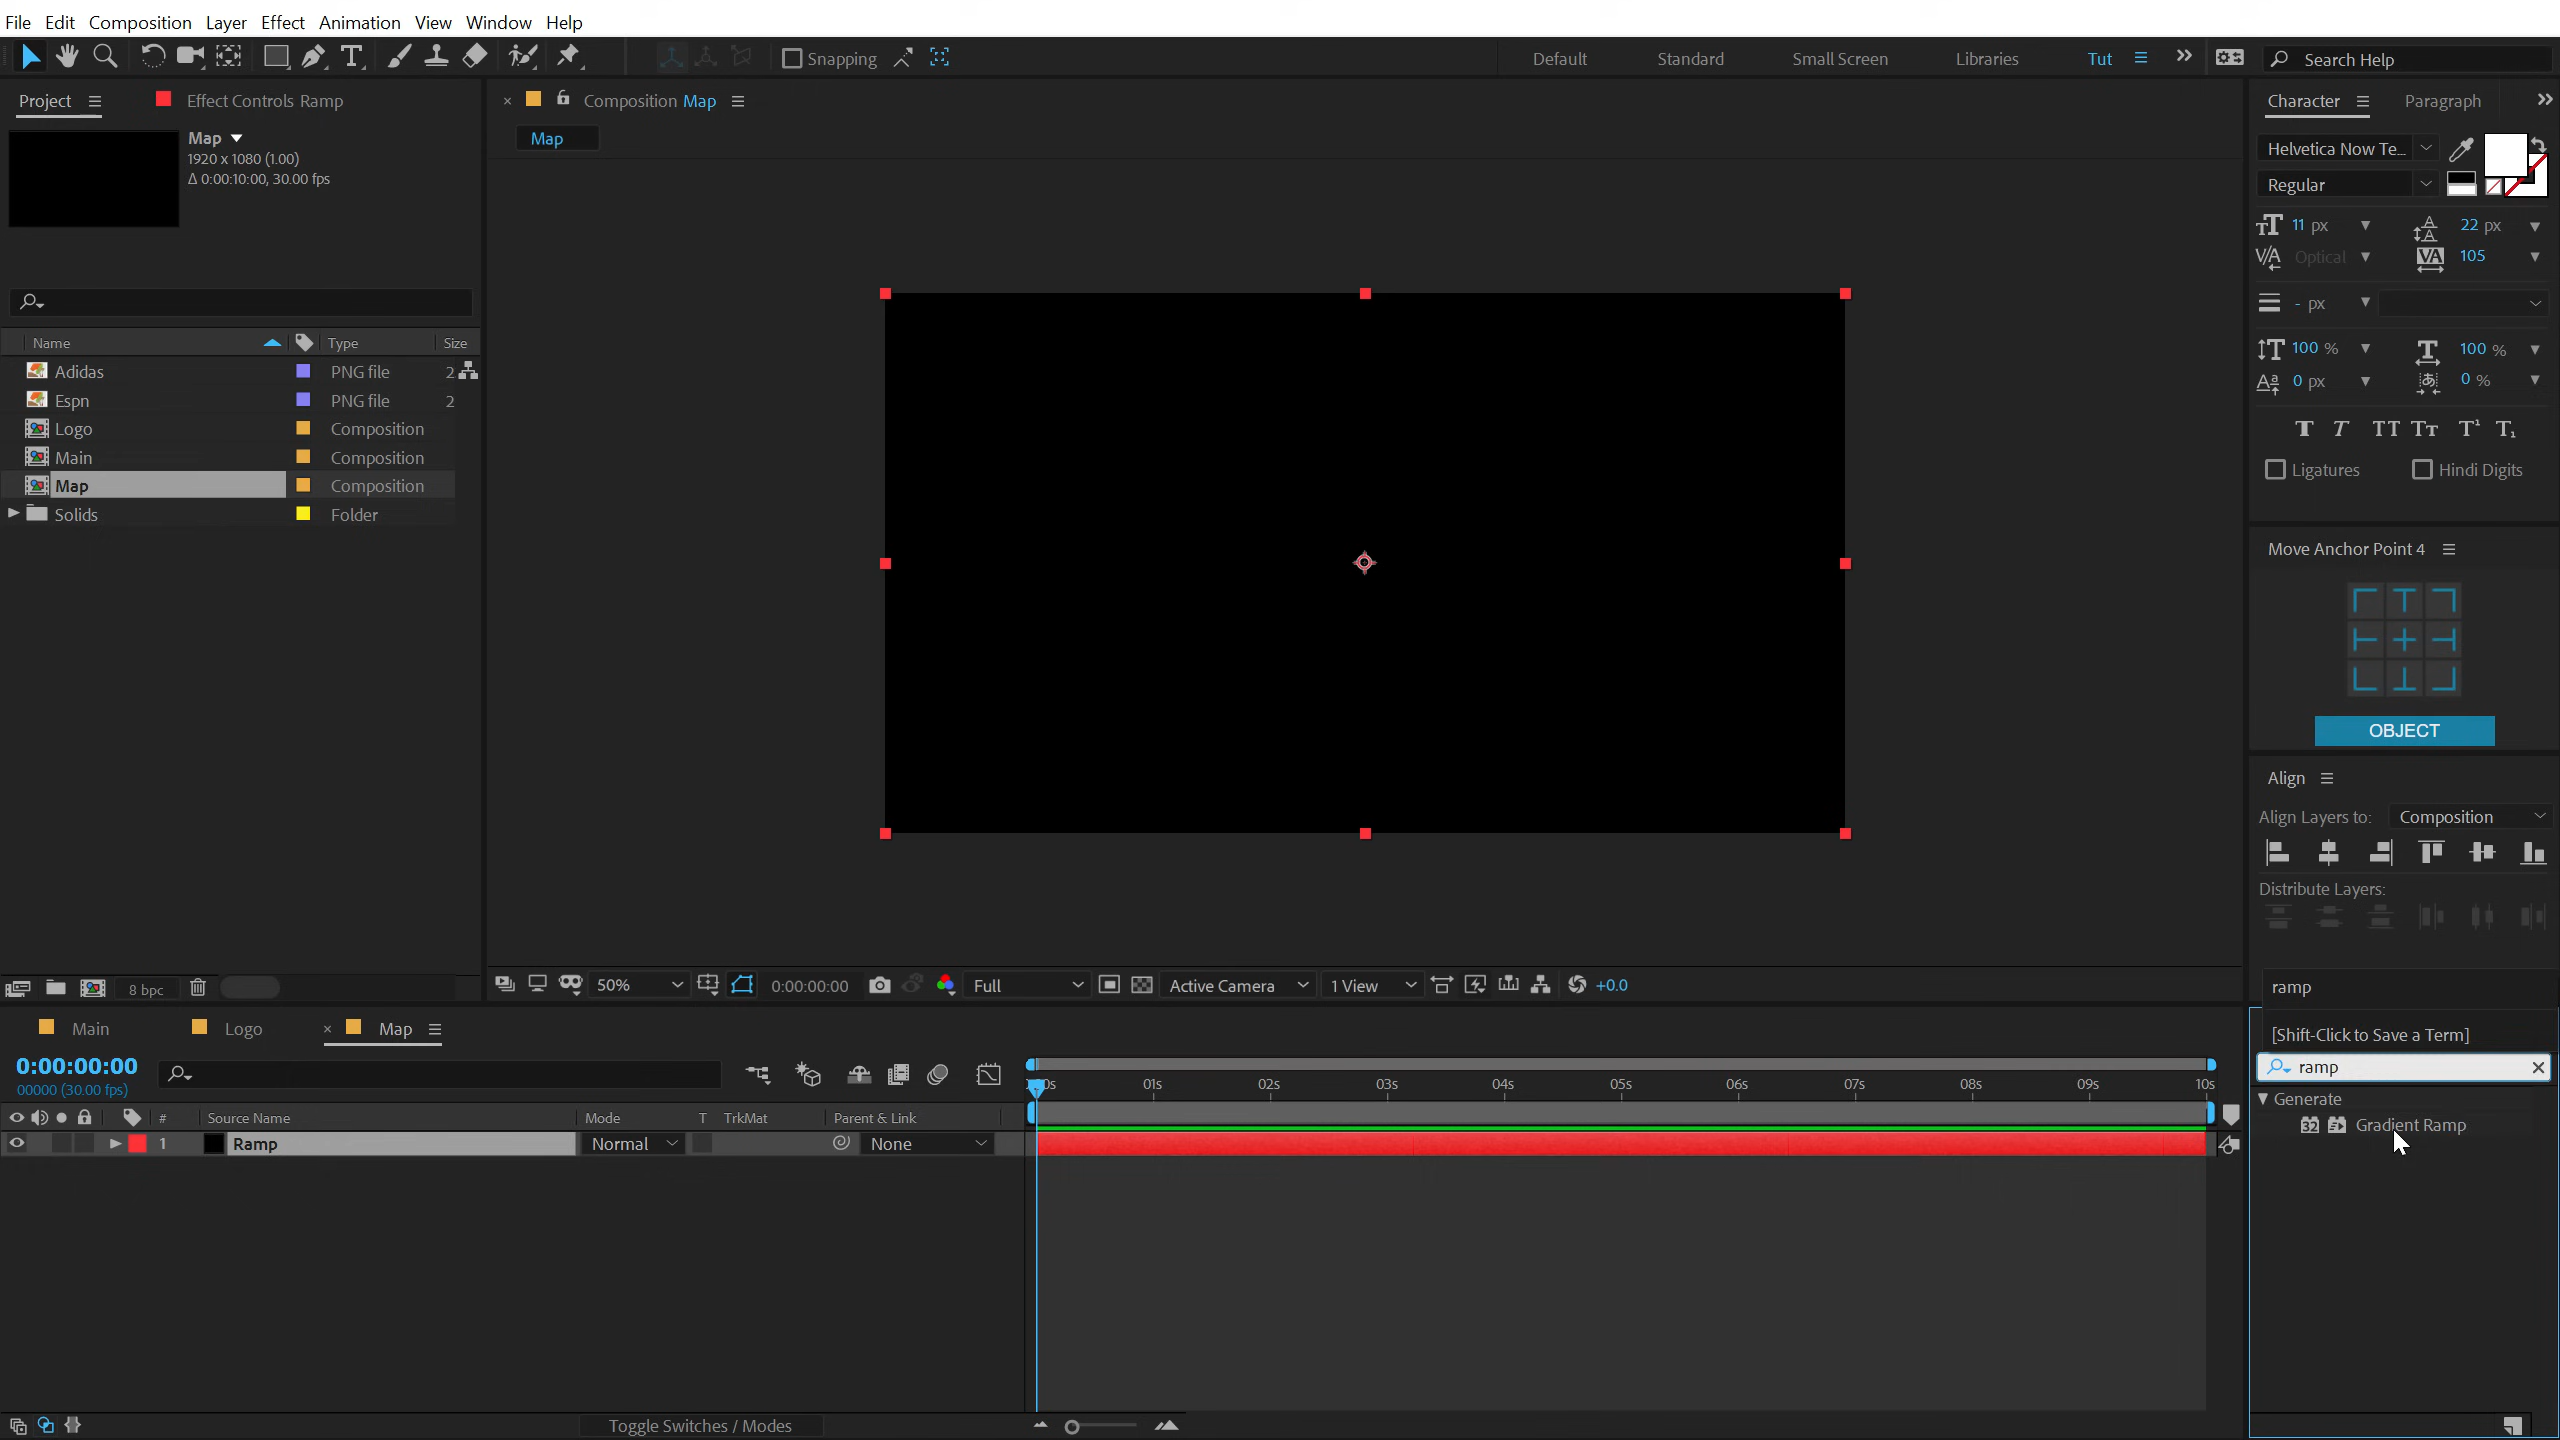 File Edit Composition Layer Effect Animation View Window Help
Snapping Default Standard Small Screen Libraries Tut Search Help
Project Effect Controls Ramp
Map
1920 x 1080 (1.00)
Δ 0:00:10:00, 30.00 fps
Name Type Size
Adidas PNG file 2
Espn PNG file 2
Logo Composition
Main Composition
Map Composition
Solids Folder
8 bpc
Composition Map
Map
50% 0:00:00:00 Full Active Camera 1 View +0.0
Character Paragraph
Helvetica Now Te...
Regular
11 px 22 px
Optical 105
- px
100 % 100 %
0 px 0 %
Ligatures Hindi Digits
Move Anchor Point 4
OBJECT
Align
Align Layers to: Composition
Distribute Layers:
ramp
[Shift-Click to Save a Term]
ramp
Generate
32 Gradient Ramp
Main Logo Map
0:00:00:00
00000 (30.00 fps)
01s 02s 03s 04s 05s 06s 07s 08s 09s 10s
# Source Name Mode T TrkMat Parent & Link
1 Ramp Normal None
Toggle Switches / Modes